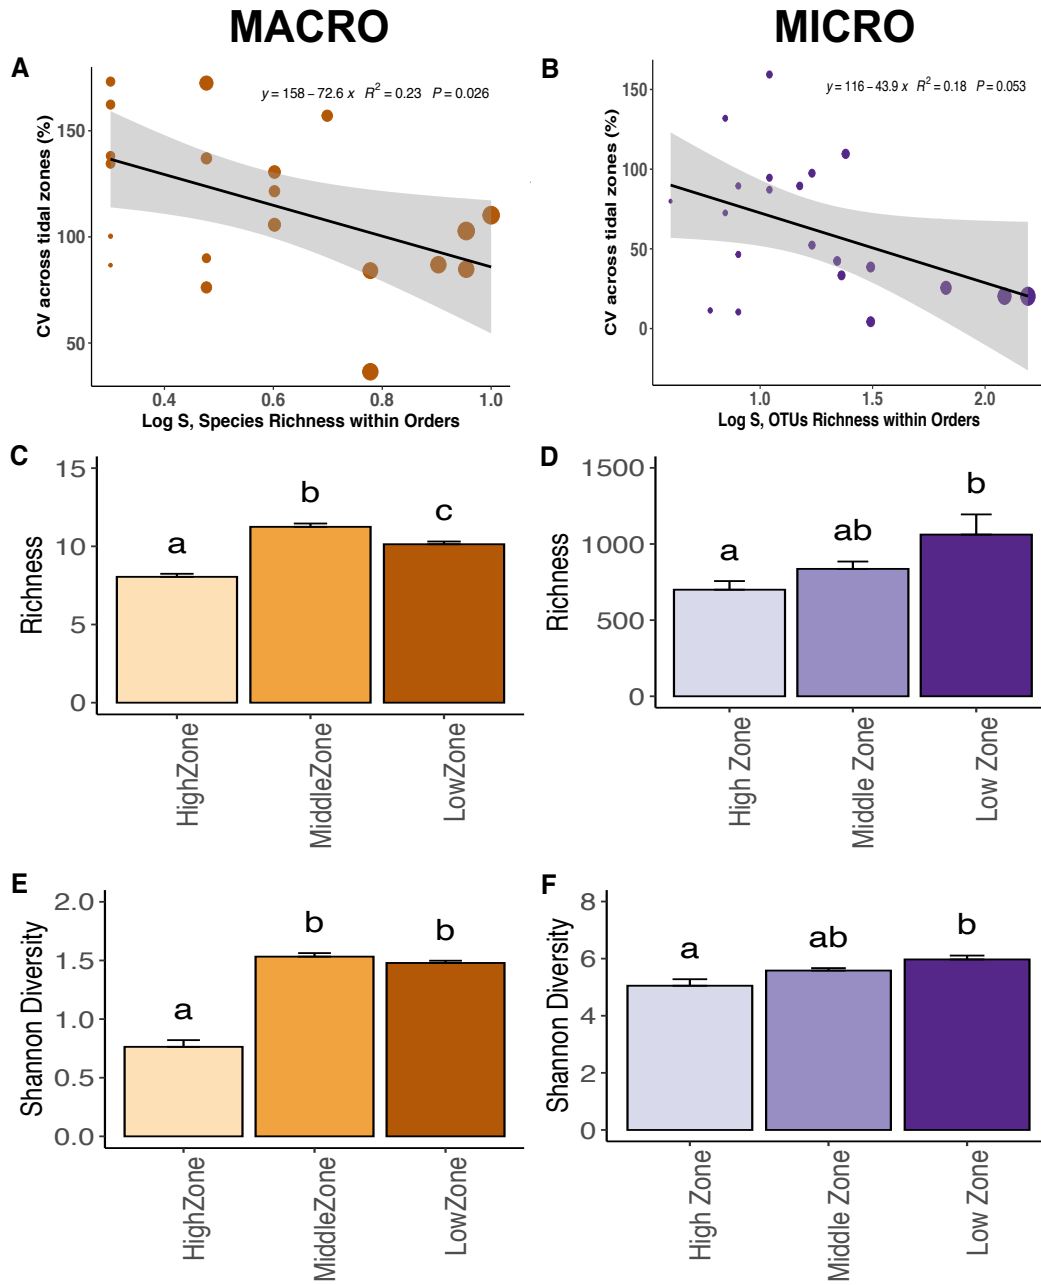 MACRO
MICRO
A
y = 158 − 72.6 x R² = 0.23 P = 0.026
CV across tidal zones (%)
150
100
50
0.4
0.6
0.8
1.0
Log S, Species Richness within Orders
B
y = 116 − 43.9 x R² = 0.18 P = 0.053
CV across tidal zones (%)
150
100
50
0
1.0
1.5
2.0
Log S, OTUs Richness within Orders
C
Richness
15
10
5
0
a
b
c
HighZone
MiddleZone
LowZone
D
Richness
1500
1000
500
0
a
ab
b
High Zone
Middle Zone
Low Zone
E
Shannon Diversity
2.0
1.5
1.0
0.5
0.0
a
b
b
HighZone
MiddleZone
LowZone
F
Shannon Diversity
8
6
4
2
0
a
ab
b
High Zone
Middle Zone
Low Zone